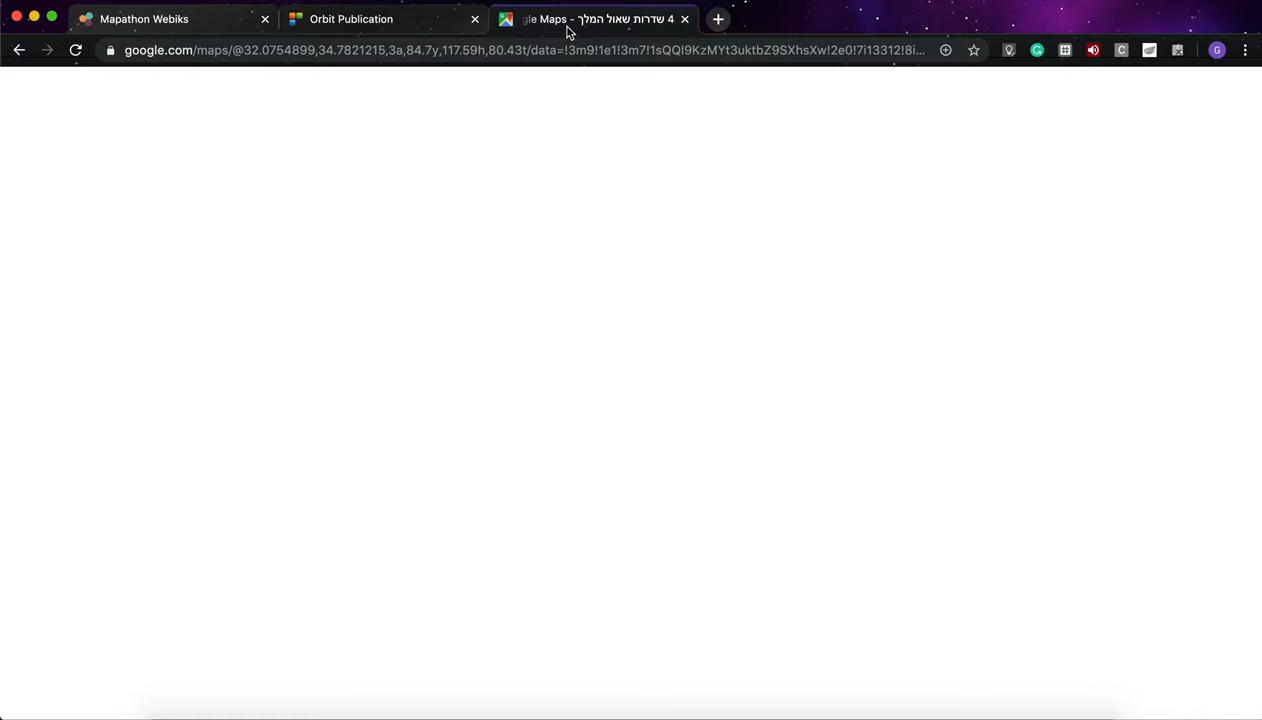 Mapathon Webiks
Orbit Publication
4 שדרות שאול המלך - gle Maps
google.com/maps/@32.0754899,34.7821215,3a,84.7y,117.59h,80.43t/data=!3m9!1e1!3m7!1sQQI9KzMYt3uktbZ9SXhsXw!2e0!7i13312!8i...
G
C
G